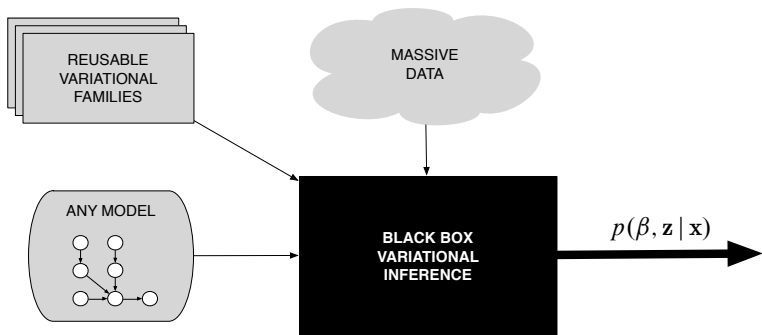 REUSABLE
VARIATIONAL
FAMILIES
MASSIVE
DATA
ANY MODEL
BLACK BOX
VARIATIONAL
INFERENCE
p(β, z | x)